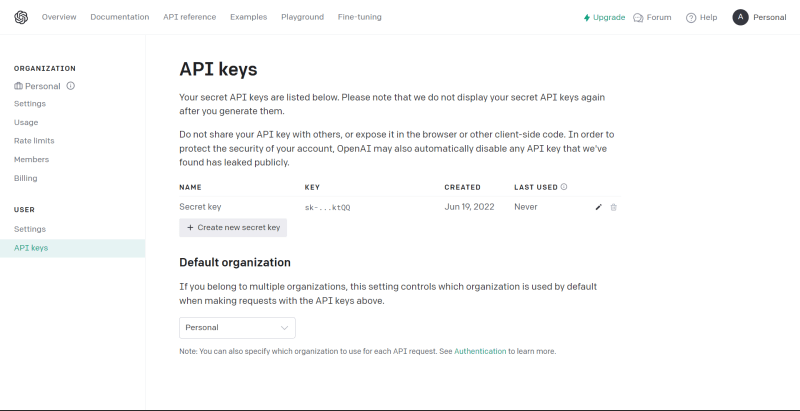 Overview Documentation API reference Examples Playground Fine-tuning Upgrade Forum Help A Personal
ORGANIZATION
Personal
Settings
Usage
Rate limits
Members
Billing
USER
Settings
API keys
API keys
Your secret API keys are listed below. Please note that we do not display your secret API keys again
after you generate them.
Do not share your API key with others, or expose it in the browser or other client-side code. In order to
protect the security of your account, OpenAI may also automatically disable any API key that we've
found has leaked publicly.
NAME KEY CREATED LAST USED
Secret key sk-...ktQQ Jun 19, 2022 Never
+ Create new secret key
Default organization
If you belong to multiple organizations, this setting controls which organization is used by default
when making requests with the API keys above.
Personal
Note: You can also specify which organization to use for each API request. See Authentication to learn more.